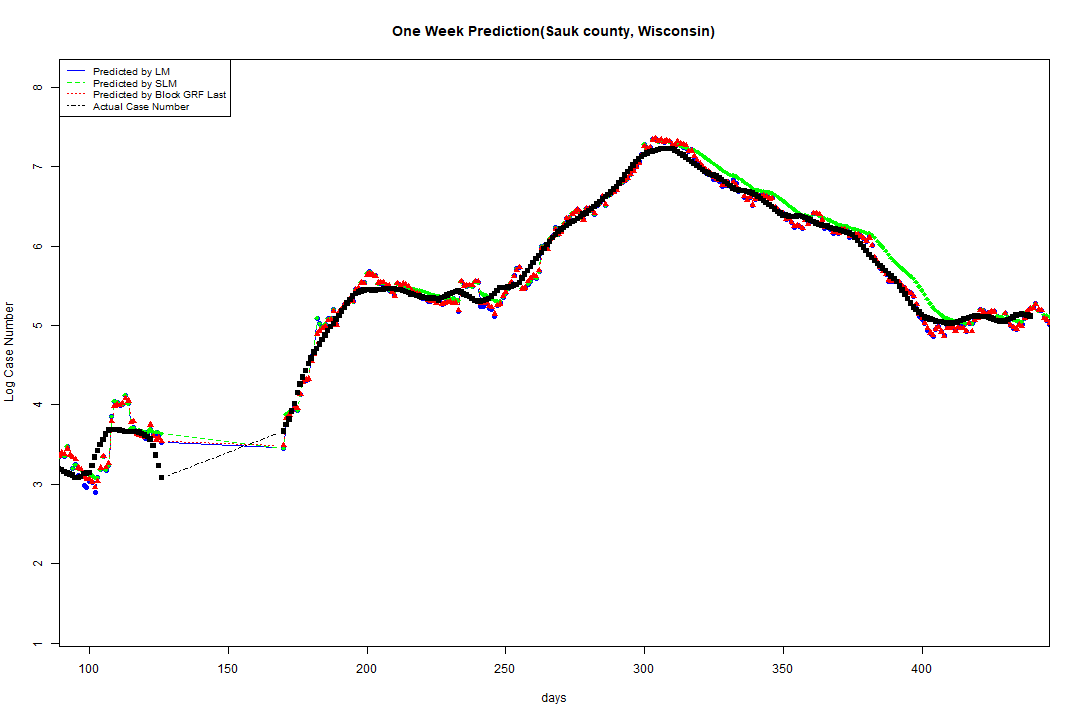 One Week Prediction(Sauk county, Wisconsin)
Predicted by LM
Predicted by SLM
Predicted by Block GRF Last
Actual Case Number
8
7
6
5
4
3
2
1
Log Case Number
100 150 200 250 300 350 400
days